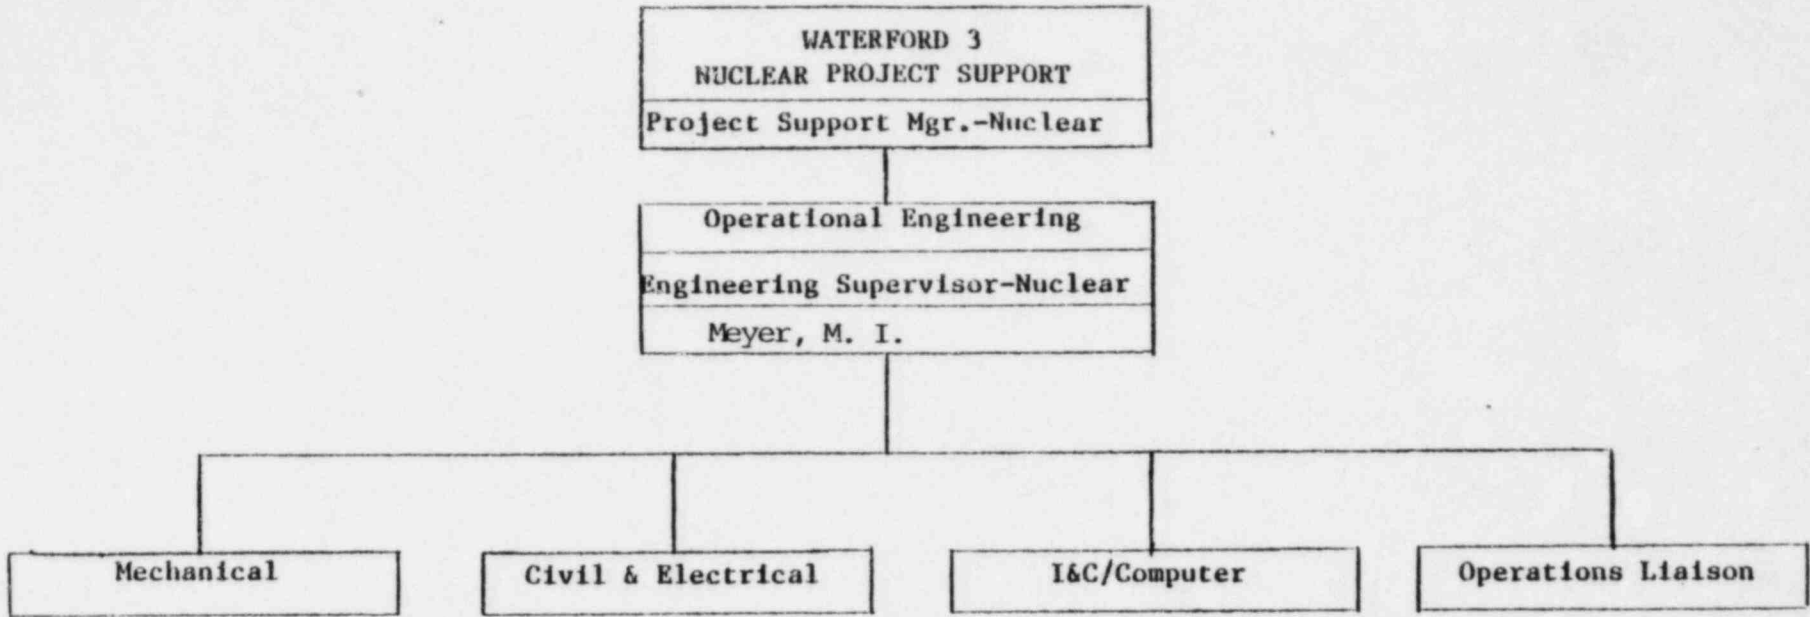 WATERFORD 3
NUCLEAR PROJECT SUPPORT
Project Support Mgr.-Nuclear
Operational Engineering
Engineering Supervisor-Nuclear
Meyer, M. I.
Mechanical
Civil & Electrical
I&C/Computer
Operations Liaison